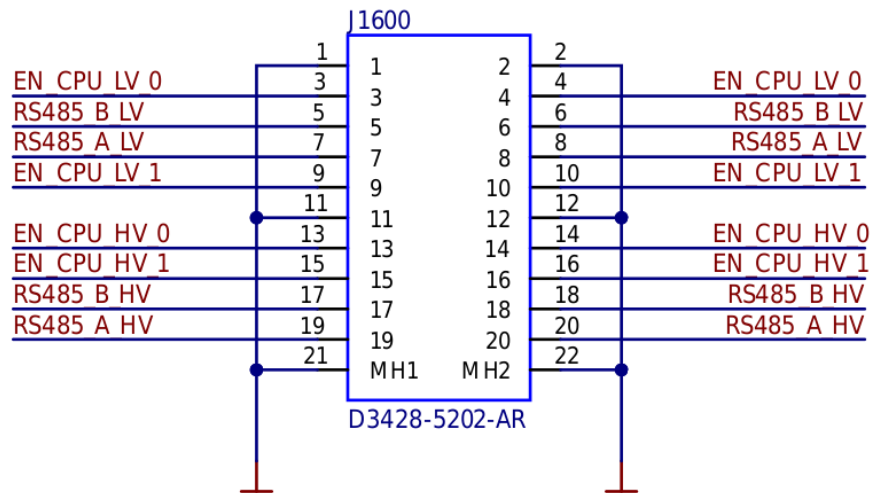 J1600
1 1 2 2
EN_CPU_LV_0 3 3 4 4 EN_CPU_LV_0
RS485_B_LV 5 5 6 6 RS485_B_LV
RS485_A_LV 7 7 8 8 RS485_A_LV
EN_CPU_LV_1 9 9 10 10 EN_CPU_LV_1
11 11 12 12
EN_CPU_HV_0 13 13 14 14 EN_CPU_HV_0
EN_CPU_HV_1 15 15 16 16 EN_CPU_HV_1
RS485_B_HV 17 17 18 18 RS485_B_HV
RS485_A_HV 19 19 20 20 RS485_A_HV
21 MH1 MH2 22
D3428-5202-AR